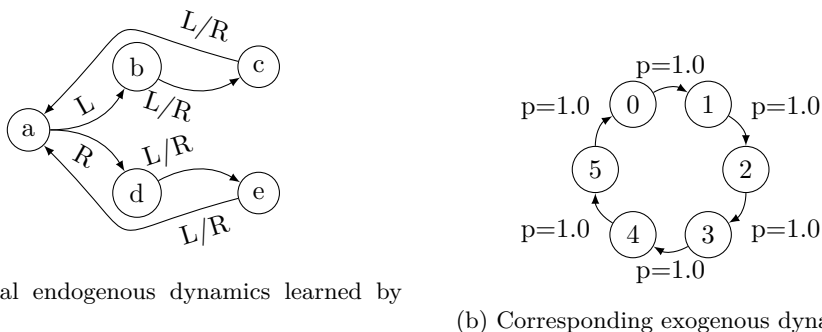 L/R
b
c
L
L/R
a
R
L/R
d
e
L/R
al endogenous dynamics learned by
p=1.0
p=1.0
0
1
p=1.0
5
2
p=1.0
4
3
p=1.0
p=1.0
(b) Corresponding exogenous dyna